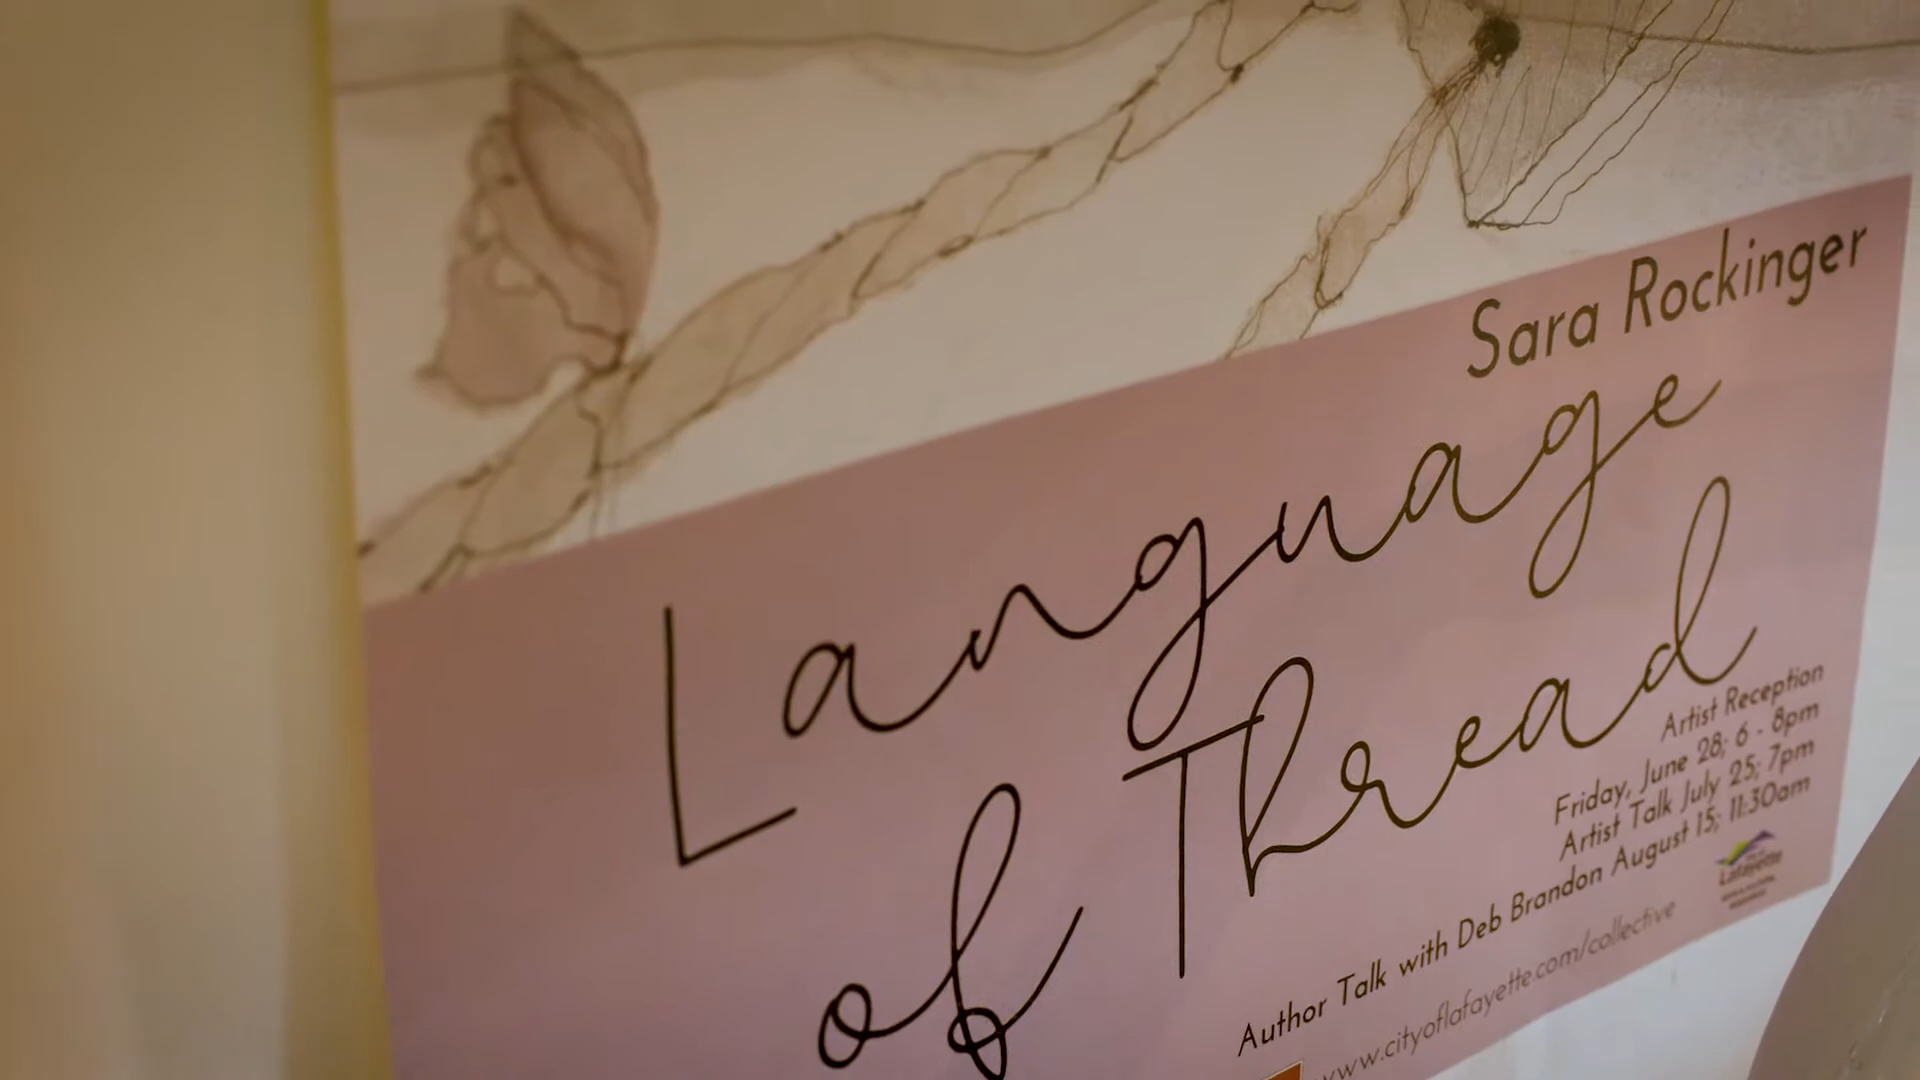 Sara Rockinger
Language
of Thread
Artist Reception
Friday, June 28; 6 - 8pm
Artist Talk July 25; 7pm
Author Talk with Deb Brandon August 15; 11:30am
Lafayette
www.cityoflafayette.com/collective